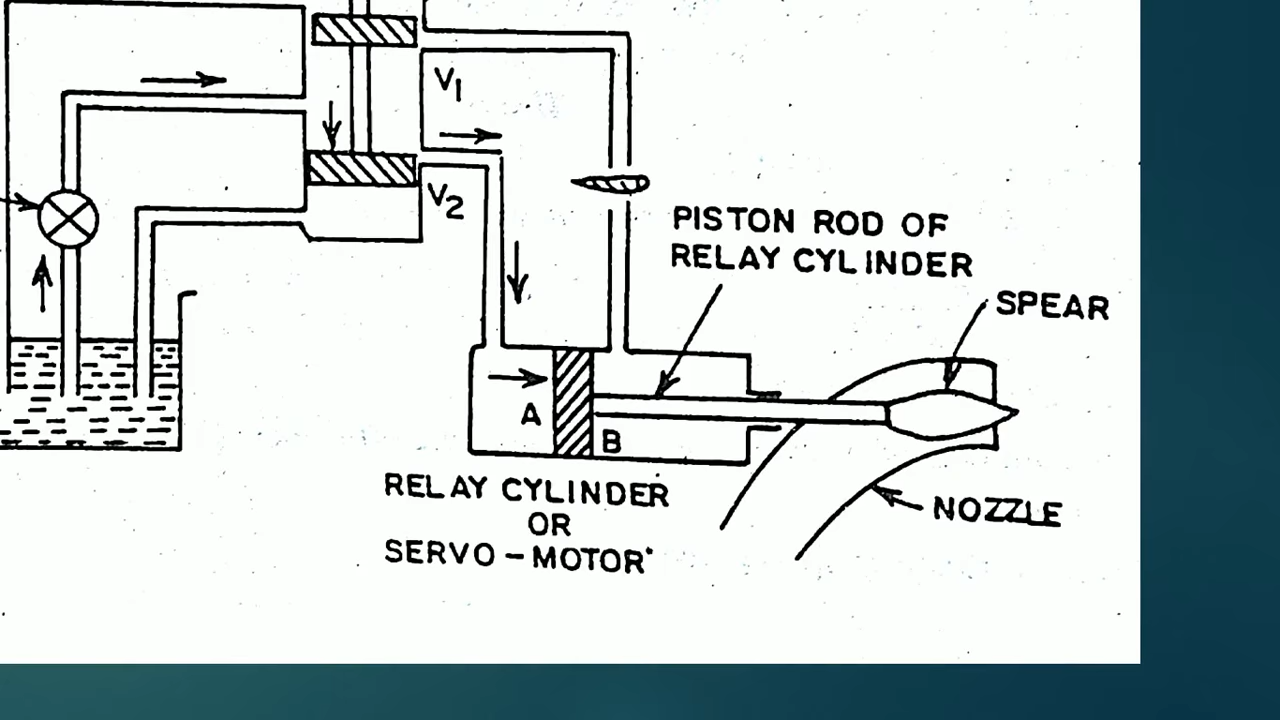 V1
V2
PISTON ROD OF
RELAY CYLINDER
SPEAR
A
B
RELAY CYLINDER
OR
SERVO-MOTOR
NOZZLE